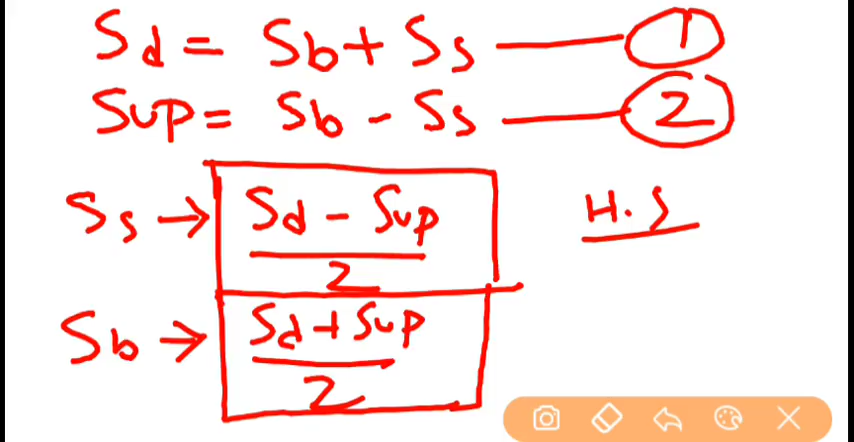 Sd = Sb + Ss — 1
Sup = Sb - Ss — 2
Ss → Sd - Sup
2
H.S
Sb → Sd + Sup
2